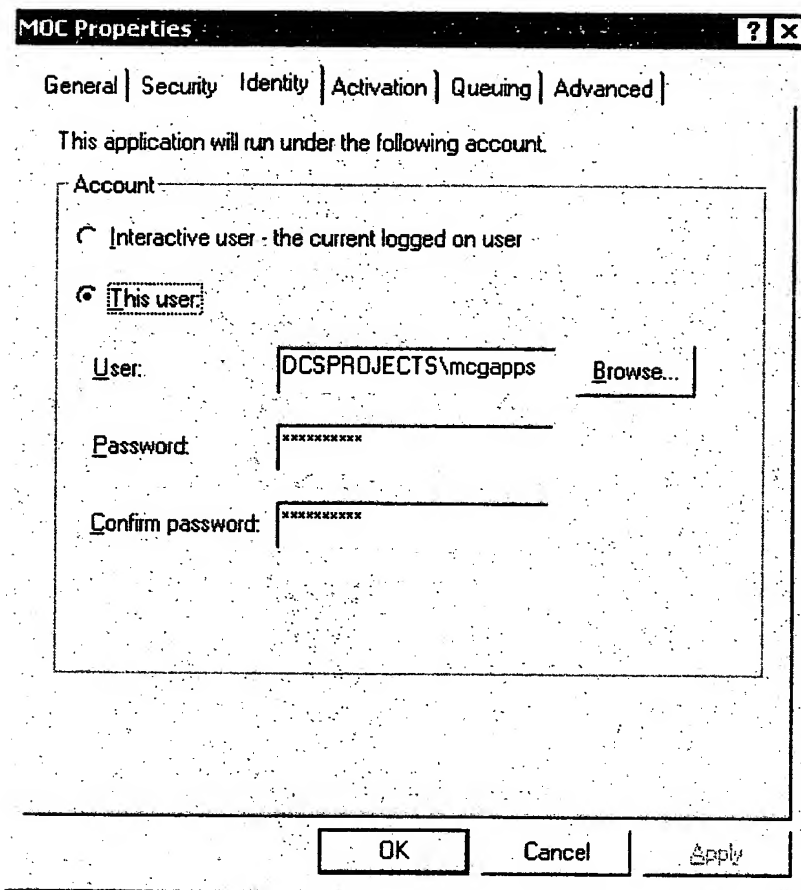 MOC Properties ? X
General Security Identity Activation Queuing Advanced
This application will run under the following account.
Account
Interactive user - the current logged on user
This user:
User: DCSPROJECTS\mcgapps Browse...
Password: **********
Confirm password: **********
OK Cancel Apply